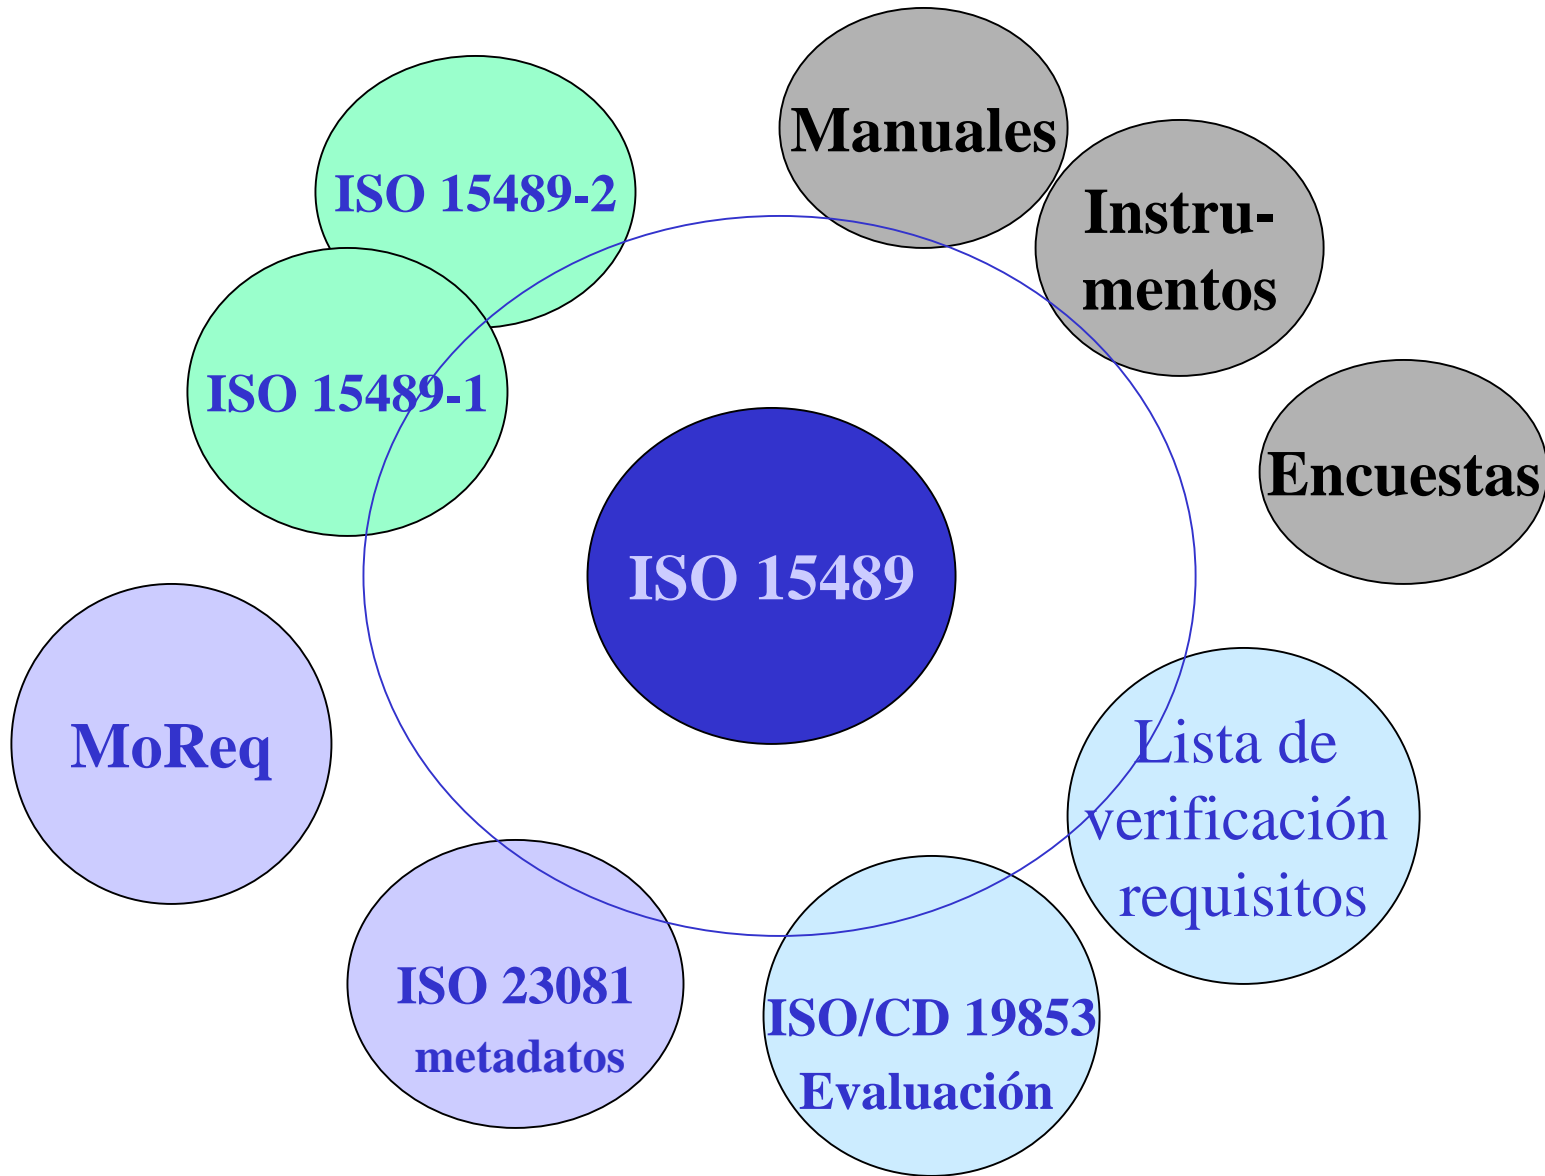 Manuales
ISO 15489-2
Instru-
mentos
ISO 15489-1
Encuestas
ISO 15489
MoReq
Lista de
verificación
requisitos
ISO 23081
metadatos
ISO/CD 19853
Evaluación